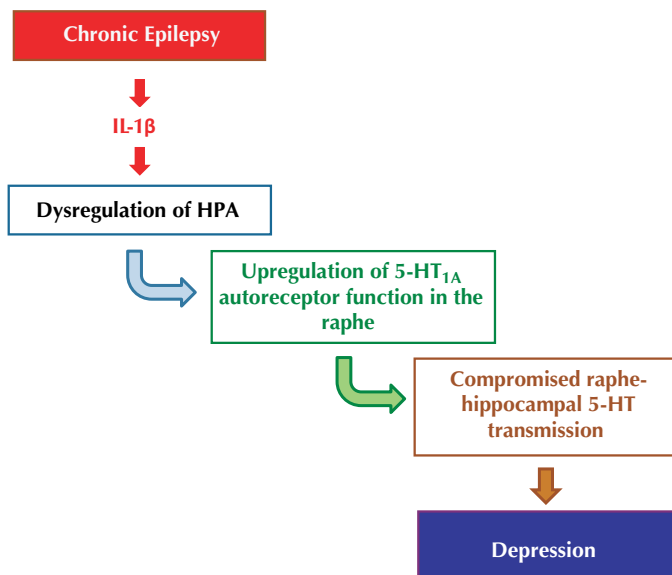 Chronic Epilepsy
IL-1β
Dysregulation of HPA
Upregulation of 5-HT1A
autoreceptor function in the
raphe
Compromised raphe-
hippocampal 5-HT
transmission
Depression